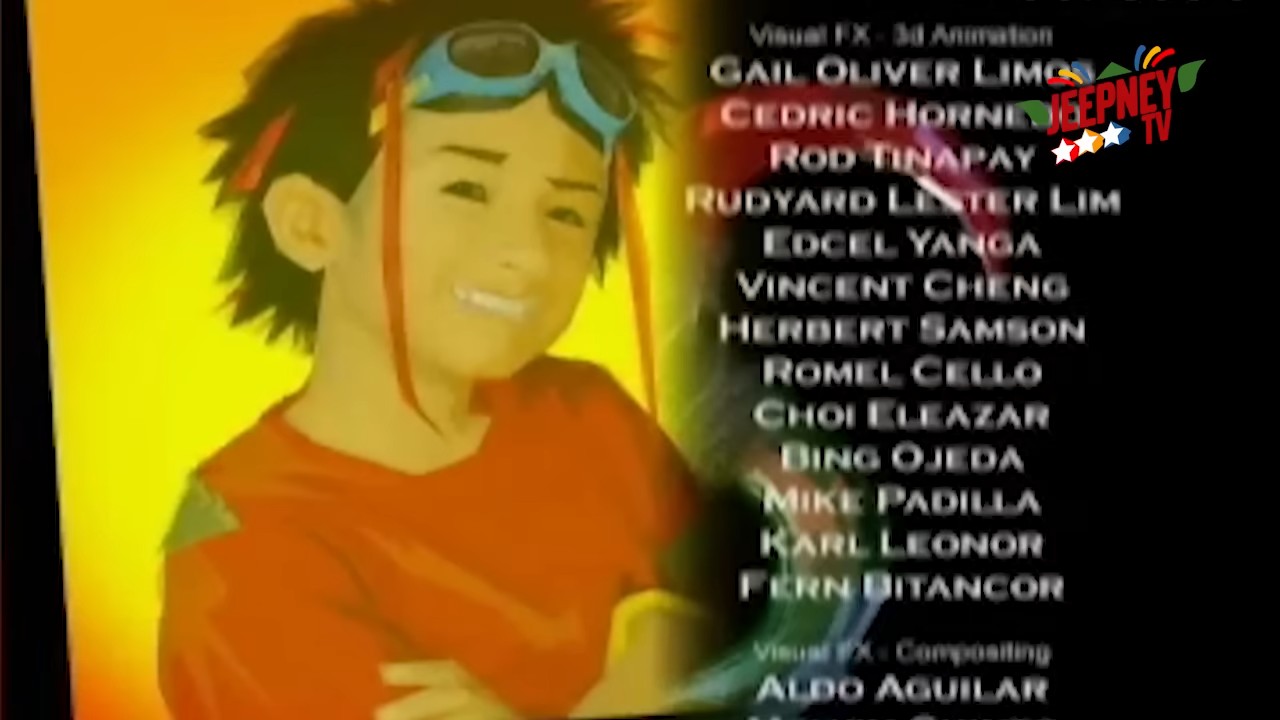 Visual FX - 3d Animation
GAIL OLIVER LIMOS
CEDRIC
JEEPNEY
TV
ROD TINAPAY
RUDYARD LESTER LIM
EDCEL YANGA
VINCENT CHENG
HERBERT SAMSON
ROMEL CELLO
CHOI ELEAZAR
BING OJEDA
MIKE PADILLA
KARL LEONOR
FERN BITANCOR
Visual FX - Compositing
ALDO AGUILAR